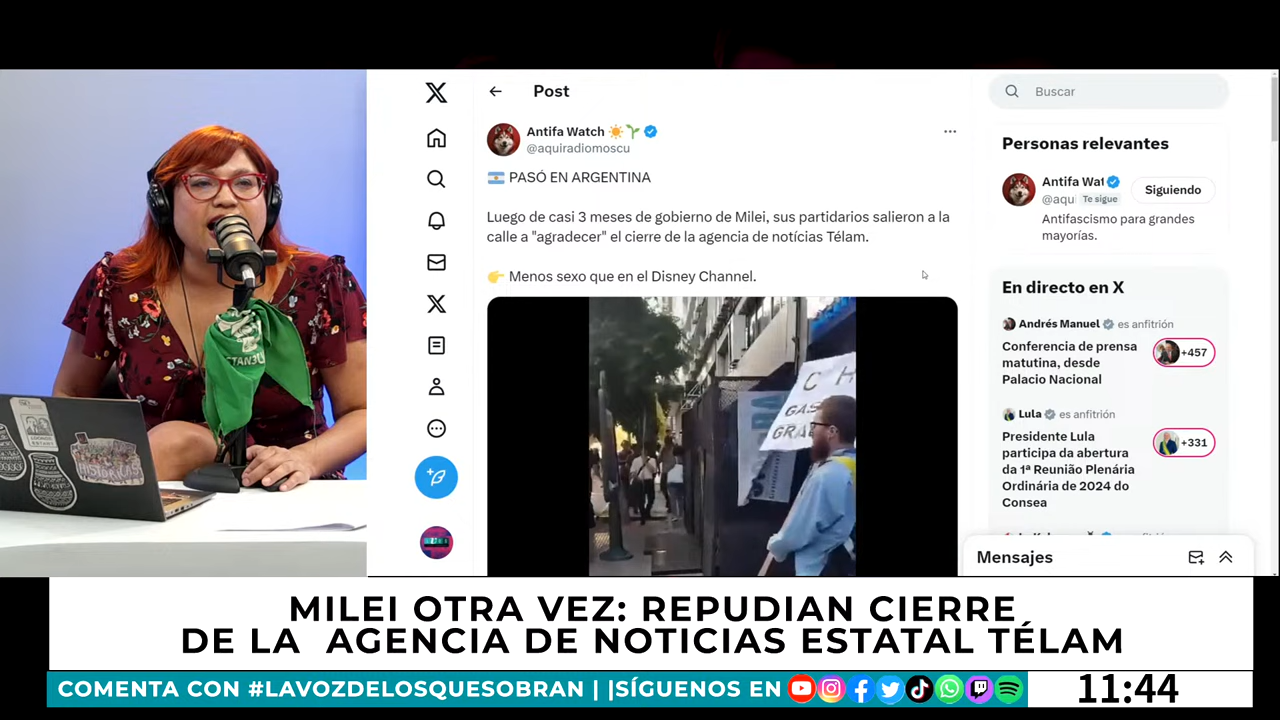 Post
Buscar
Antifa Watch
@aquiradiomoscu
PASÓ EN ARGENTINA
Luego de casi 3 meses de gobierno de Milei, sus partidarios salieron a la
calle a "agradecer" el cierre de la agencia de notícias Télam.
Menos sexo que en el Disney Channel.
Personas relevantes
Antifa Wat
@aqui Te sigue
Siguiendo
Antifascismo para grandes
mayorías.
En directo en X
Andrés Manuel es anfitrión
Conferencia de prensa
matutina, desde
Palacio Nacional
+457
Lula es anfitrión
Presidente Lula
participa da abertura
da 1ª Reunião Plenária
Ordinária de 2024 do
Consea
+331
Mensajes
MILEI OTRA VEZ: REPUDIAN CIERRE
DE LA AGENCIA DE NOTICIAS ESTATAL TÉLAM
COMENTA CON #LAVOZDELOSQUESOBRAN | |SÍGUENOS EN
11:44